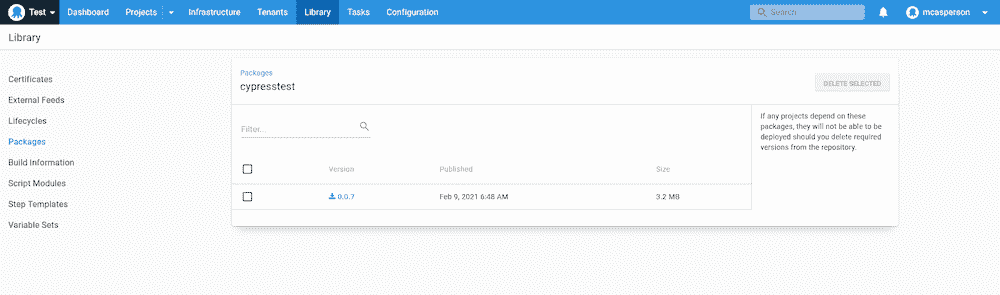 Test Dashboard Projects Infrastructure Tenants Library Tasks Configuration Search mcasperson
Library
Certificates
External Feeds
Lifecycles
Packages
Build Information
Script Modules
Step Templates
Variable Sets
Packages
cypresstest
DELETE SELECTED
Filter...
Version Published Size
0.0.7 Feb 9, 2021 6:48 AM 3.2 MB
If any projects depend on these
packages, they will not be able to be
deployed should you delete required
versions from the repository.